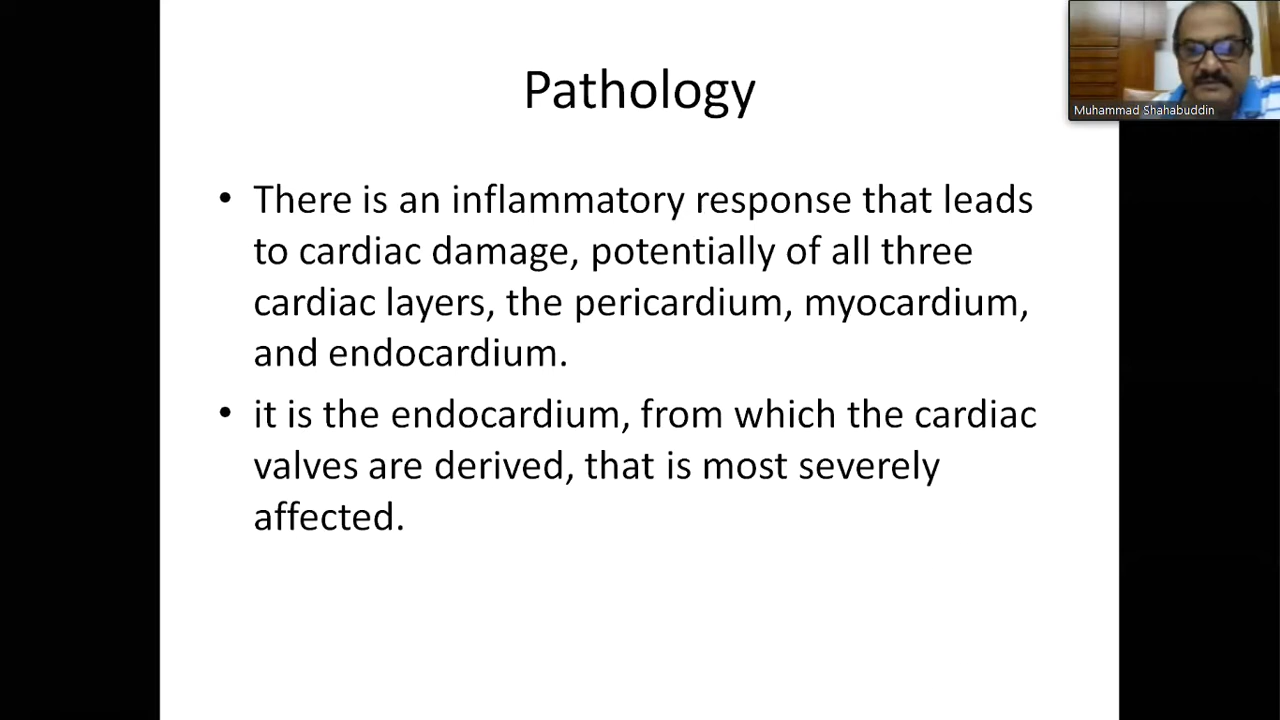 Pathology
Muhammad Shahabuddin
• There is an inflammatory response that leads
to cardiac damage, potentially of all three
cardiac layers, the pericardium, myocardium,
and endocardium.
• it is the endocardium, from which the cardiac
valves are derived, that is most severely
affected.